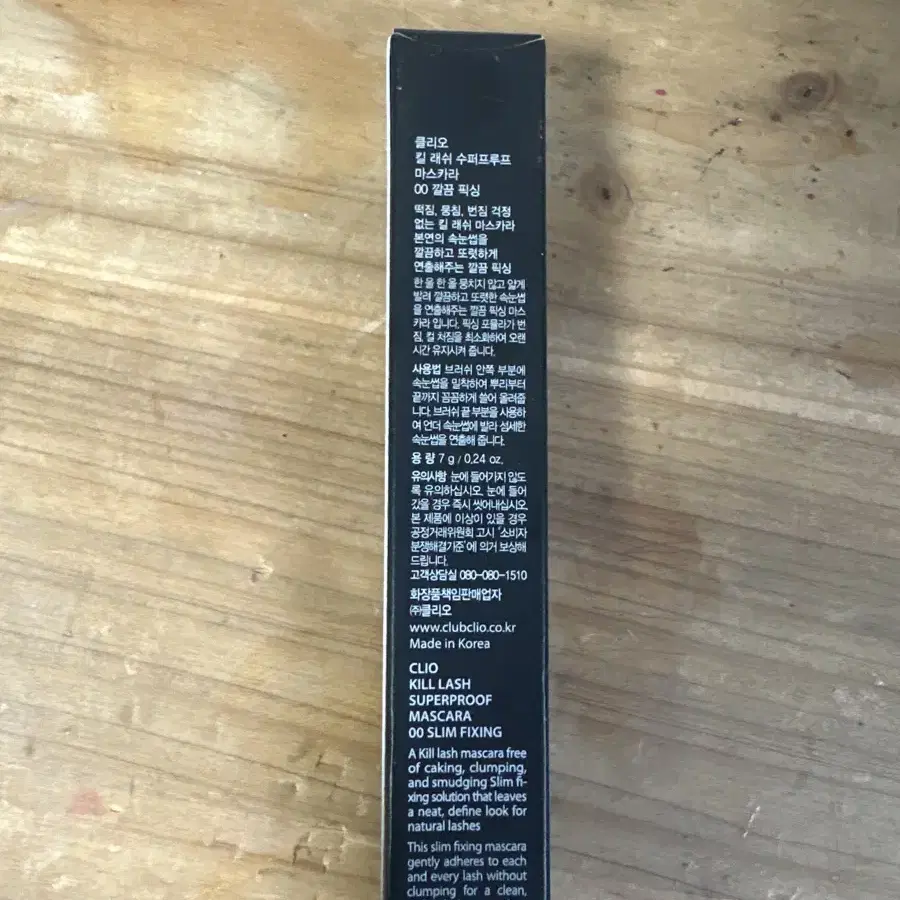 클리오
킬 래쉬 수퍼프루프
마스카라
00 깔끔 픽싱
떡짐, 뭉침, 번짐 걱정
없는 킬 래쉬 마스카라
본연의 속눈썹을
깔끔하고 또렷하게
연출해주는 깔끔 픽싱
한 올 한 올 뭉치지 않고 얇게
발려 깔끔하고 또렷한 속눈썹
을 연출해주는 깔끔 픽싱 마스
카라 입니다. 픽싱 포뮬라가 번
짐, 컬 처짐을 최소화하여 오랜
시간 유지시켜 줍니다.
사용법 브러쉬 안쪽 부분에
속눈썹을 밀착하여 뿌리부터
끝까지 꼼꼼하게 쓸어 올려줍
니다. 브러쉬 끝 부분을 사용하
여 언더 속눈썹에 발라 섬세한
속눈썹을 연출해 줍니다.
용 량 7 g / 0.24 oz.
유의사항 눈에 들어가지 않도
록 유의하십시오. 눈에 들어
갔을 경우 즉시 씻어내십시오.
본 제품에 이상이 있을 경우
공정거래위원회 고시 '소비자
분쟁해결기준'에 의거 보상해
드립니다.
고객상담실 080-080-1510
화장품책임판매업자
㈜클리오
www.clubclio.co.kr
Made in Korea
CLIO
KILL LASH
SUPERPROOF
MASCARA
00 SLIM FIXING
A Kill lash mascara free
of caking, clumping,
and smudging Slim fi-
xing solution that leaves
a neat, define look for
natural lashes
This slim fixing mascara
gently adheres to each
and every lash without
clumping for a clean,